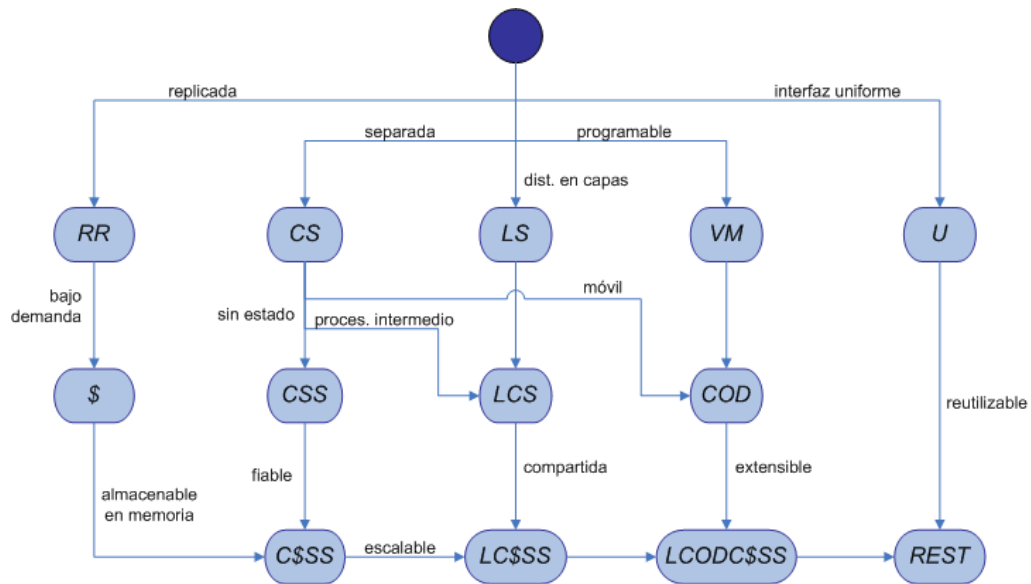 replicada
interfaz uniforme
separada
programable
dist. en capas
RR
CS
LS
VM
U
bajo
demanda
sin estado
proces. intermedio
móvil
$
CSS
LCS
COD
reutilizable
almacenable
en memoria
fiable
compartida
extensible
C$SS
escalable
LC$SS
LCODC$SS
REST